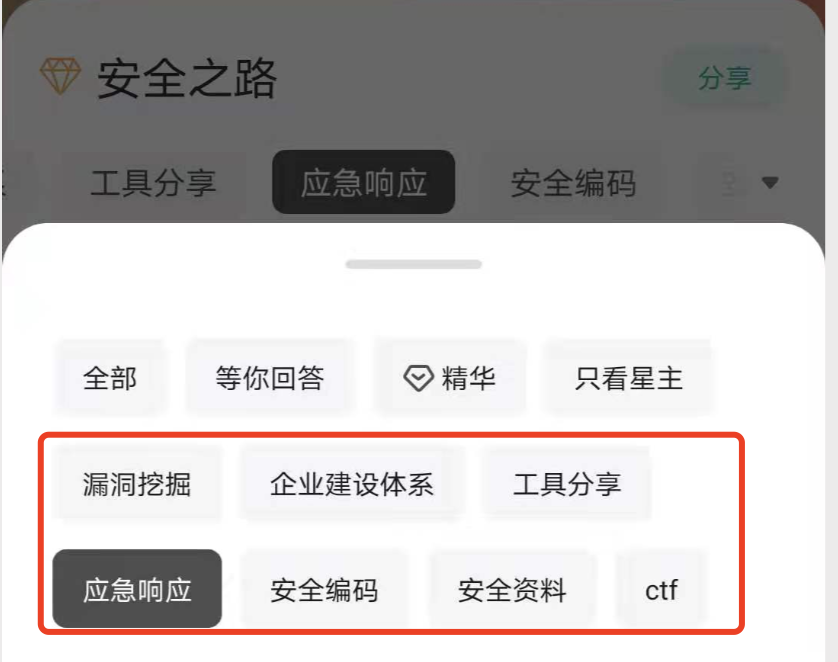 安全之路 分享
工具分享 应急响应 安全编码
全部 等你回答 精华 只看星主
漏洞挖掘 企业建设体系 工具分享
应急响应 安全编码 安全资料 ctf